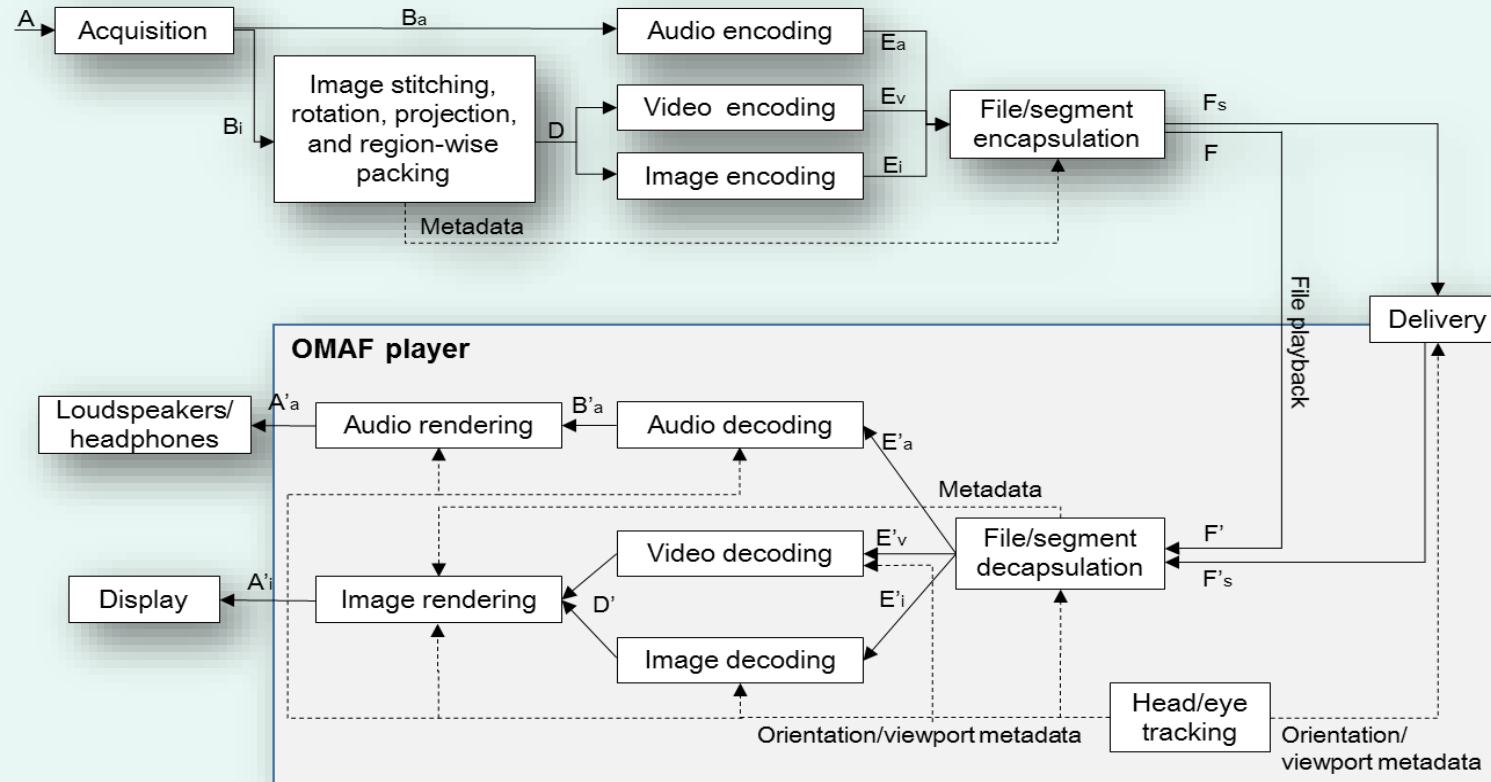 A
Acquisition
Ba
Audio encoding
Ea
Image stitching,
rotation, projection,
and region-wise
packing
Bi
D
Video encoding
Ev
Image encoding
Ei
File/segment
encapsulation
Fs
F
Metadata
File playback
Delivery
OMAF player
Loudspeakers/
headphones
A'a
Audio rendering
B'a
Audio decoding
E'a
Metadata
Display
A'i
Image rendering
D'
Video decoding
E'v
Image decoding
E'i
File/segment
decapsulation
F'
F's
Head/eye
tracking
Orientation/viewport metadata
Orientation/
viewport metadata